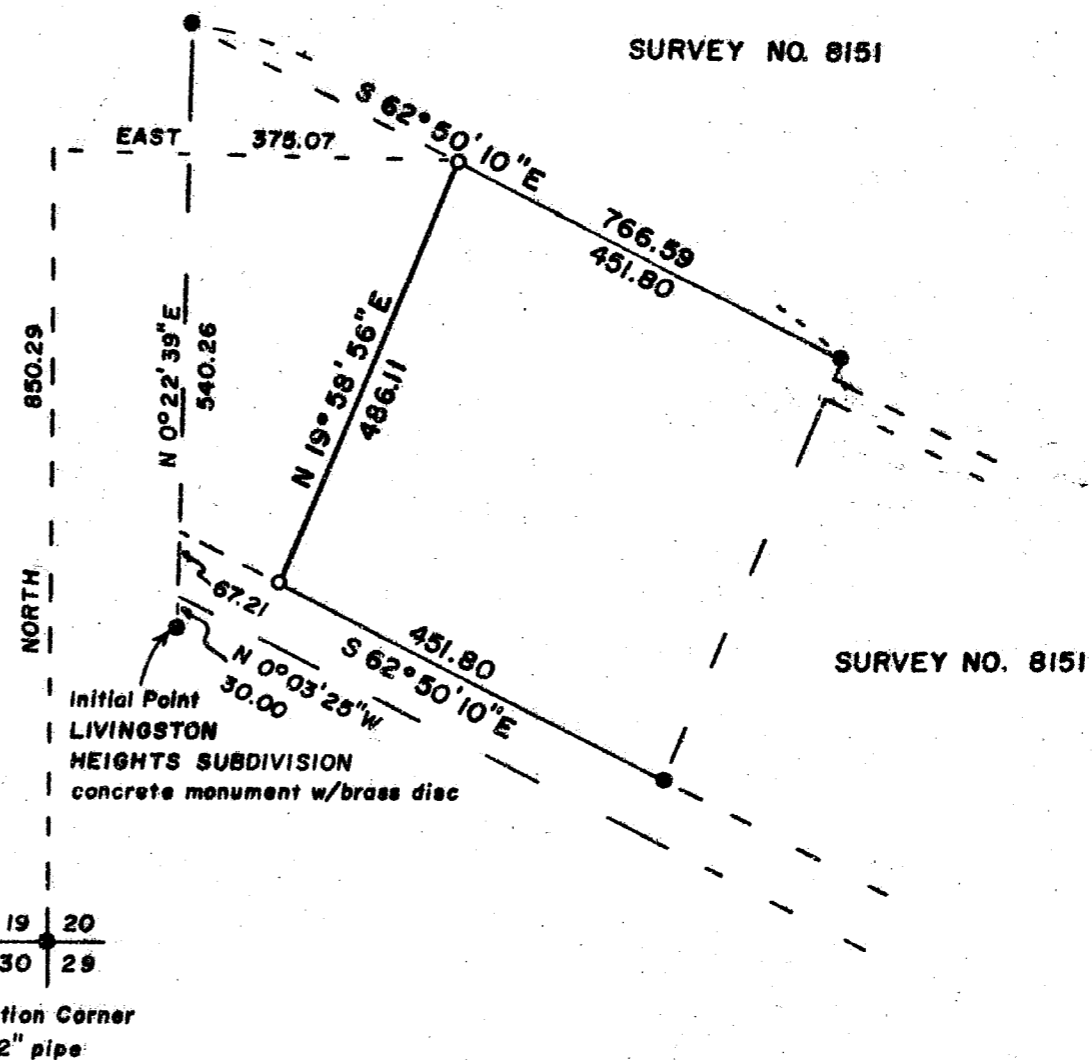 SURVEY NO. 8151
S 62°50'10"E
EAST 375.07
766.59
451.80
N 0°22'39"E
540.26
850.29
N 19°58'56"E
486.11
NORTH
67.21
451.80
S 62°50'10"E
N 0°03'25"W
30.00
SURVEY NO. 8151
Initial Point
LIVINGSTON
HEIGHTS SUBDIVISION
concrete monument w/brass disc
19 20
30 29
tion Corner
2" pipe